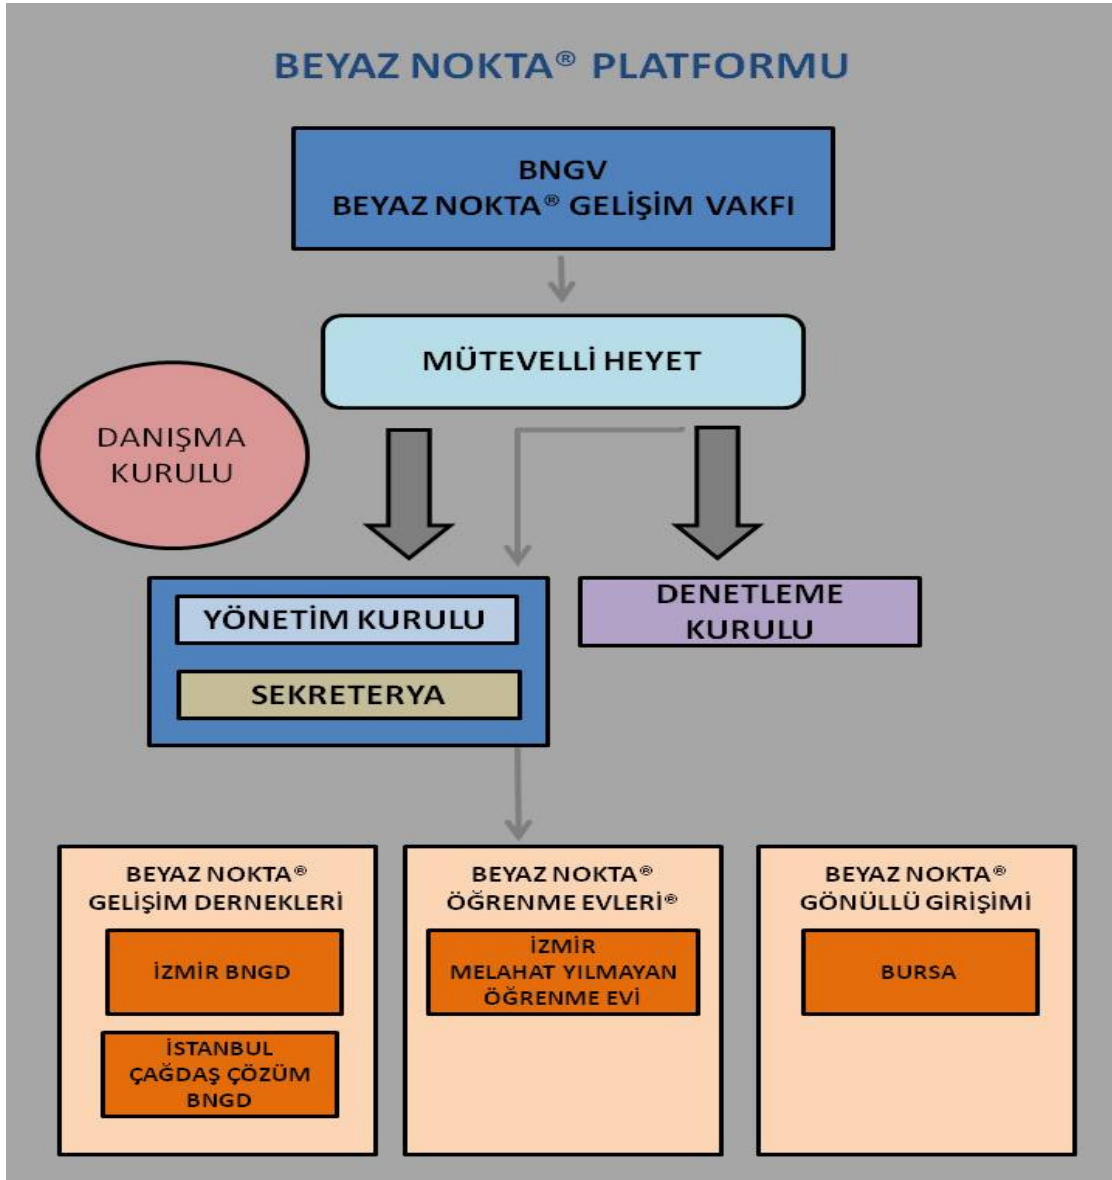 BEYAZ NOKTA® PLATFORMU
BNGV
BEYAZ NOKTA® GELİŞİM VAKFI
MÜTEVELLİ HEYET
DANIŞMA
KURULU
YÖNETİM KURULU
SEKRETERYA
DENETLEME
KURULU
BEYAZ NOKTA®
GELİŞİM DERNEKLERİ
İZMİR BNGD
İSTANBUL
ÇAĞDAŞ ÇÖZÜM
BNGD
BEYAZ NOKTA®
ÖĞRENME EVLERİ®
İZMİR
MELAHAT YILMAYAN
ÖĞRENME EVİ
BEYAZ NOKTA®
GÖNÜLLÜ GİRİŞİMİ
BURSA